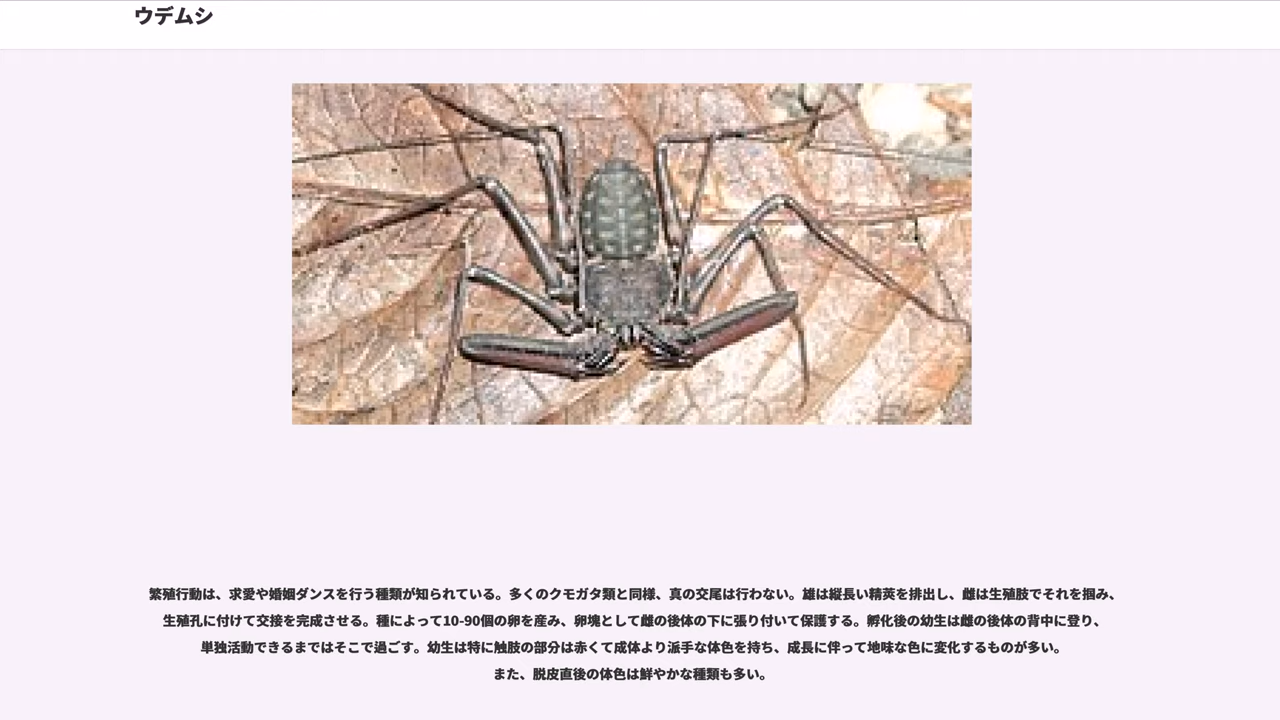 ウデムシ
繁殖行動は、求愛や婚姻ダンスを行う種類が知られている。多くのクモガタ類と同様、真の交尾は行わない。雄は縦長い精莢を排出し、雌は生殖肢でそれを掴み、
生殖孔に付けて交接を完成させる。種によって10-90個の卵を産み、卵塊として雌の後体の下に張り付いて保護する。孵化後の幼生は雌の後体の背中に登り、
単独活動できるまではそこで過ごす。幼生は特に触肢の部分は赤くて成体より派手な体色を持ち、成長に伴って地味な色に変化するものが多い。
また、脱皮直後の体色は鮮やかな種類も多い。